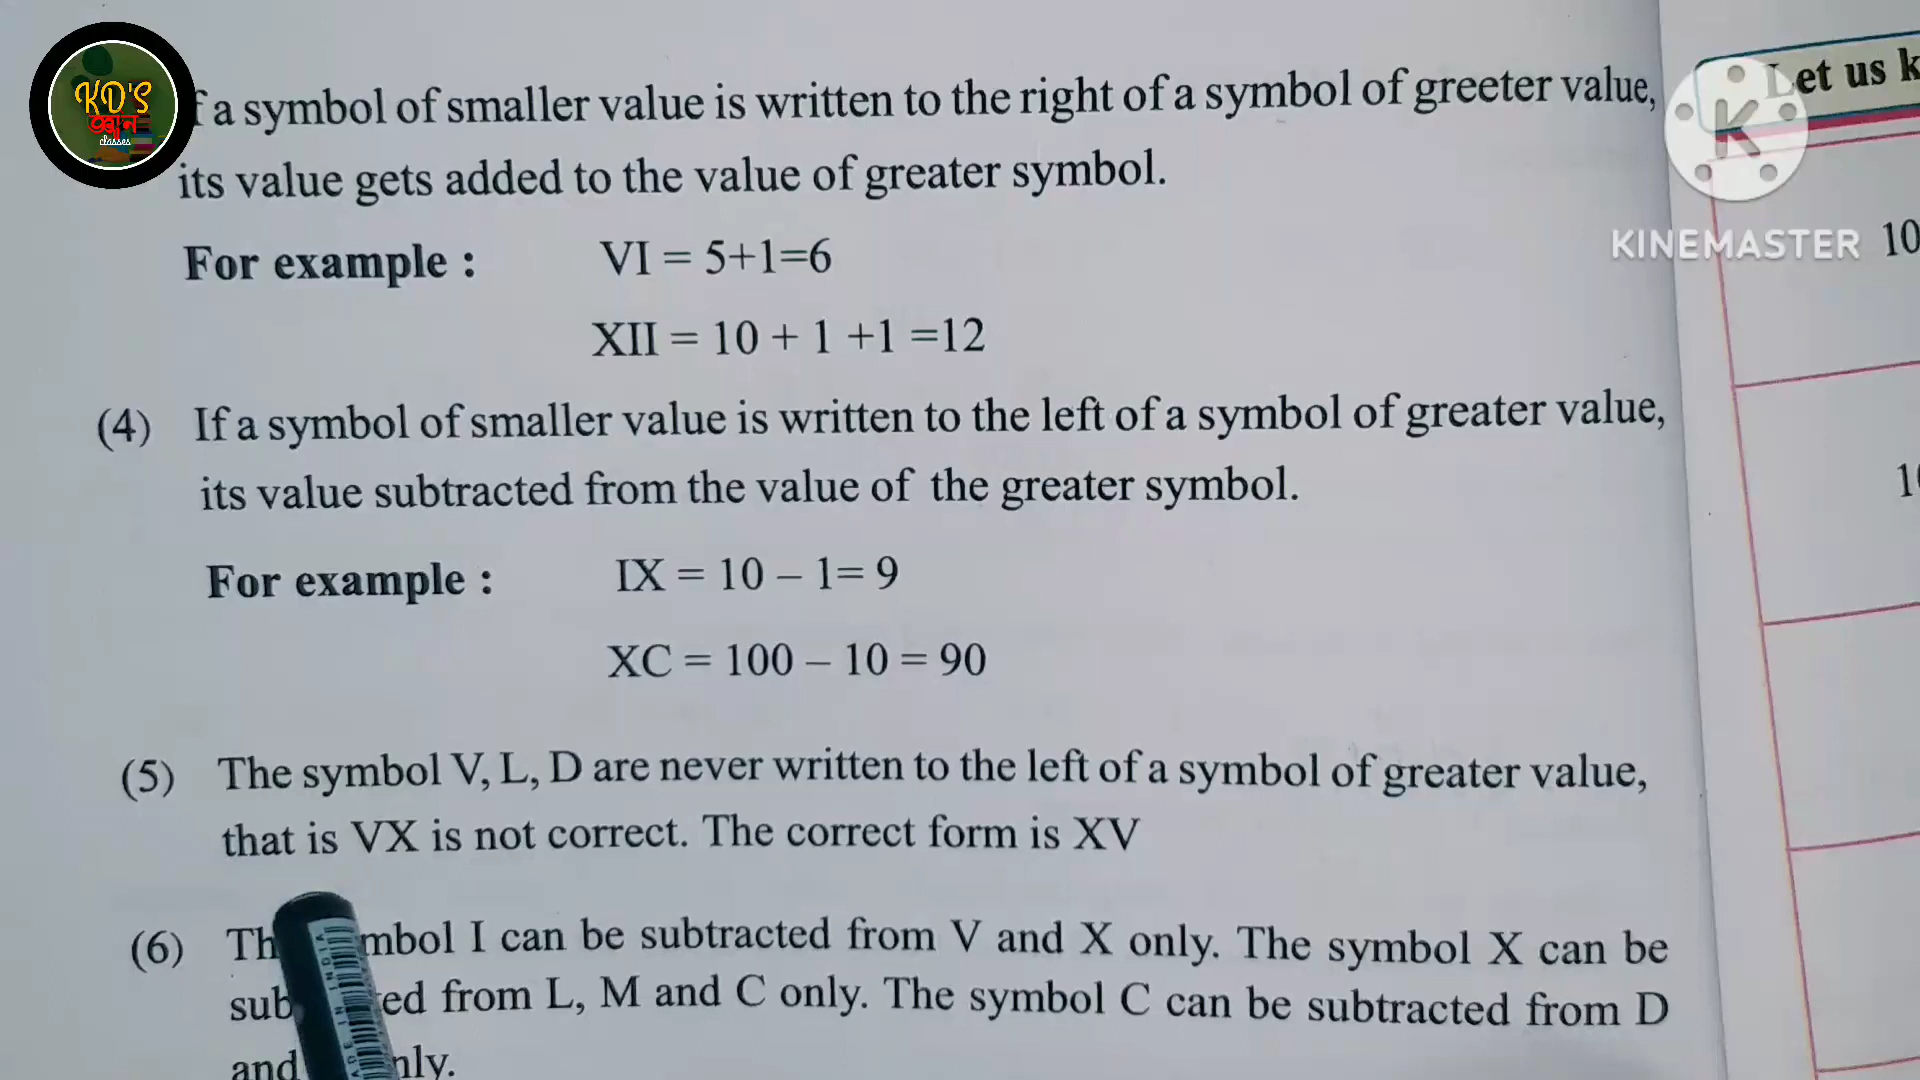 KD'S
জ্ঞান
classes
f a symbol of smaller value is written to the right of a symbol of greeter value,
its value gets added to the value of greater symbol.
For example : VI = 5+1=6
XII = 10 + 1 +1 =12
(4) If a symbol of smaller value is written to the left of a symbol of greater value,
its value subtracted from the value of the greater symbol.
For example : IX = 10 – 1= 9
XC = 100 – 10 = 90
(5) The symbol V, L, D are never written to the left of a symbol of greater value,
that is VX is not correct. The correct form is XV
(6) Th mbol I can be subtracted from V and X only. The symbol X can be
sub ed from L, M and C only. The symbol C can be subtracted from D
and nly.
Let us k
K
KINEMASTER
10